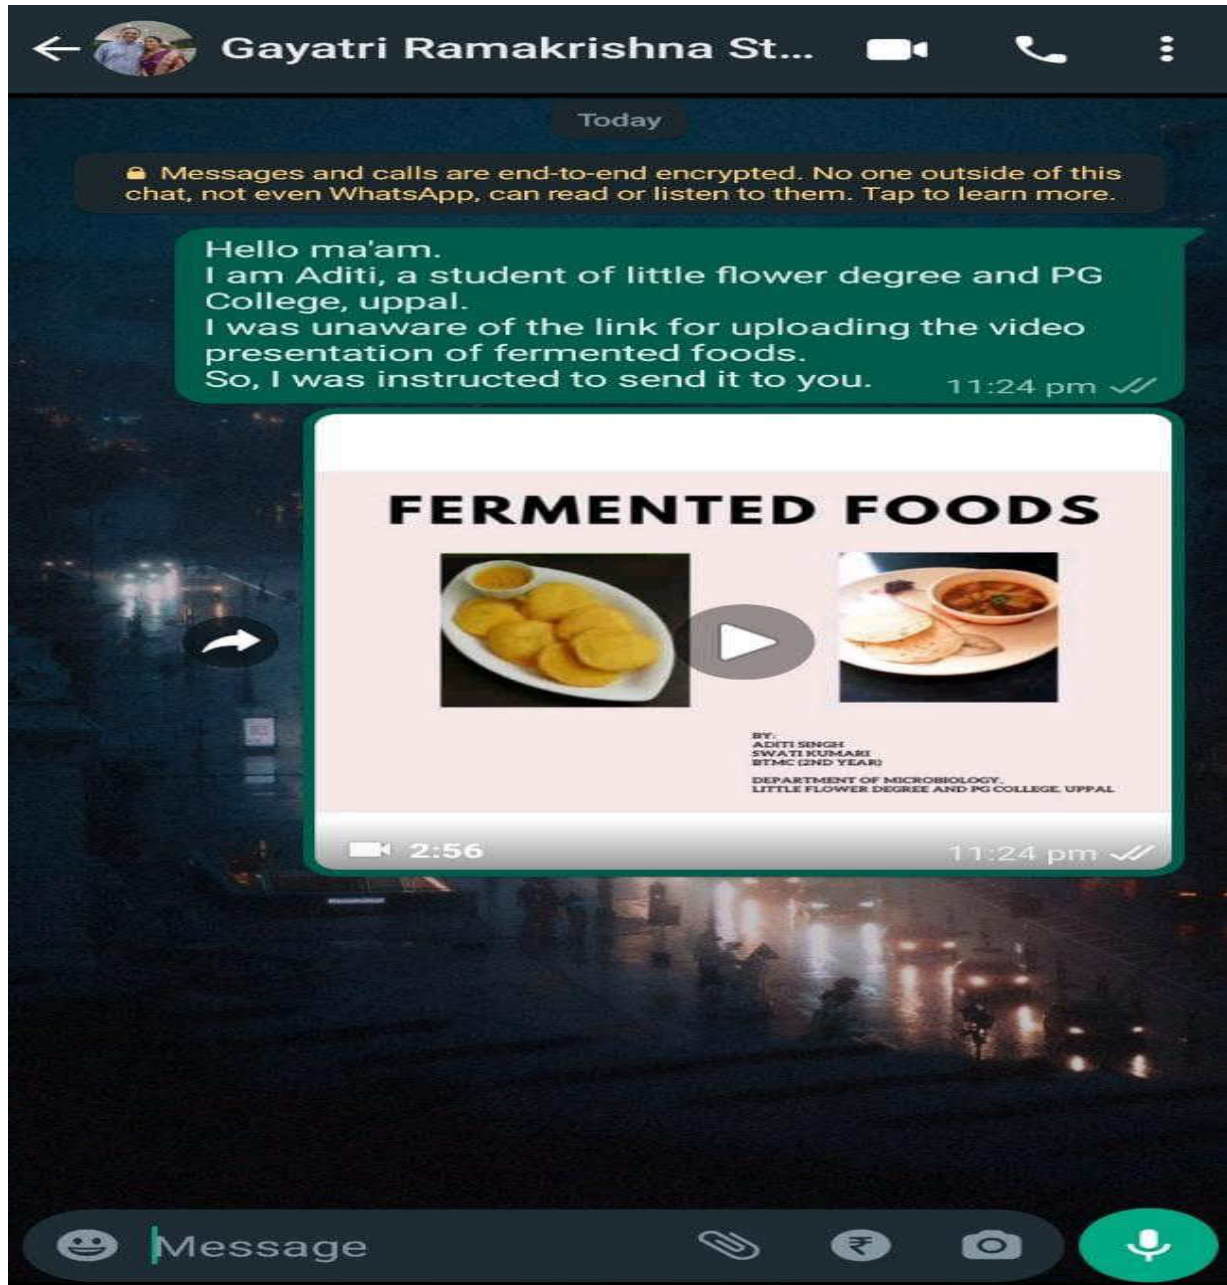 Gayatri Ramakrishna St...
Today
Messages and calls are end-to-end encrypted. No one outside of this
chat, not even WhatsApp, can read or listen to them. Tap to learn more.
Hello ma'am.
I am Aditi, a student of little flower degree and PG
College, uppal.
I was unaware of the link for uploading the video
presentation of fermented foods.
So, I was instructed to send it to you.
11:24 pm
FERMENTED FOODS
BY:
ADITI SINGH
SWATI KUMARI
BTMC (2ND YEAR)
DEPARTMENT OF MICROBIOLOGY.
LITTLE FLOWER DEGREE AND PG COLLEGE, UPPAL
2:56
11:24 pm
Message